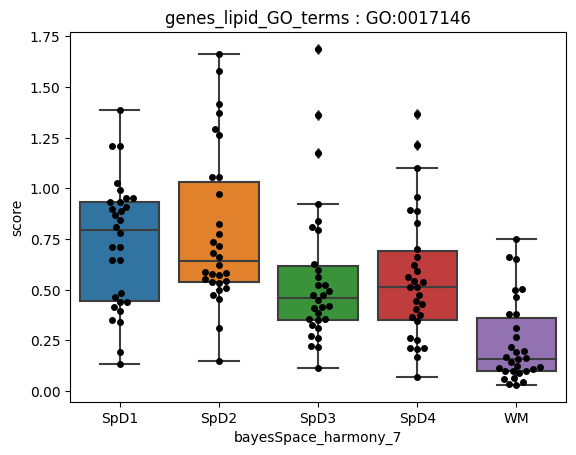 genes_lipid_GO_terms : GO:0017146
1.75
1.50
1.25
1.00
0.75
0.50
0.25
0.00
score
SpD1 SpD2 SpD3 SpD4 WM
bayesSpace_harmony_7